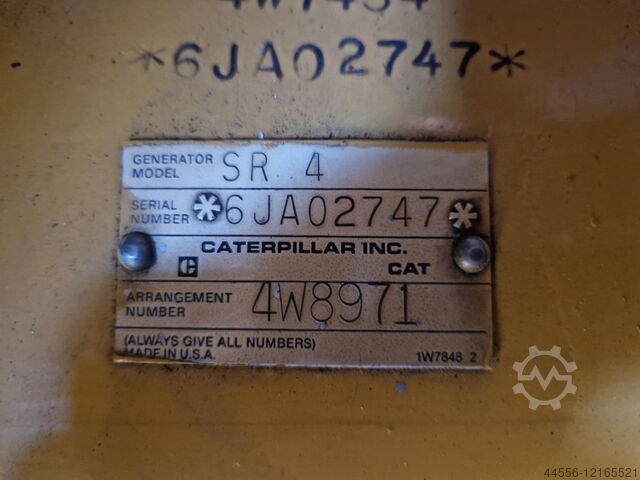 *6JA02747*
GENERATOR MODEL SR 4
SERIAL NUMBER *6JA02747*
CATERPILLAR INC.
C CAT
ARRANGEMENT NUMBER 4W8971
(ALWAYS GIVE ALL NUMBERS)
MADE IN U.S.A. 1W7848 2
44556-12165521